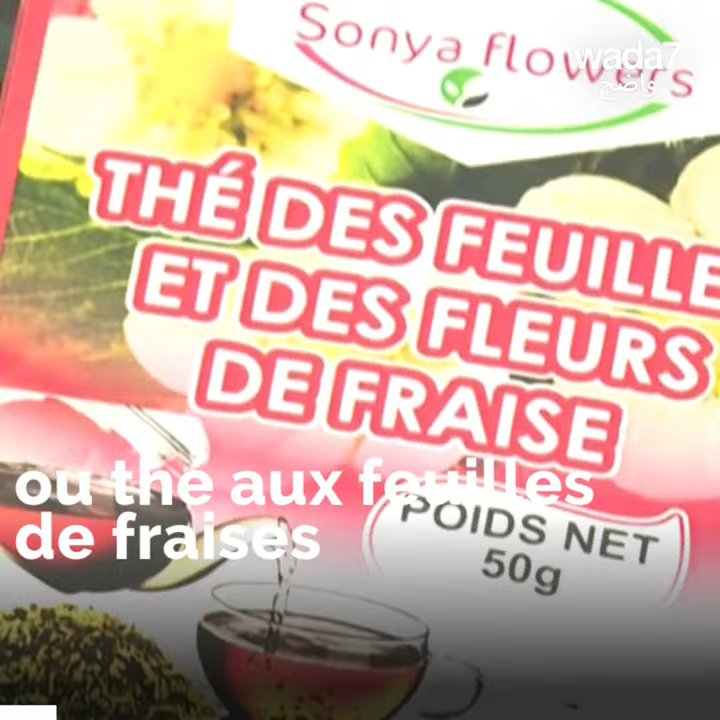 Sonya flowers
wada7
واضح
THÉ DES FEUILLE
ET DES FLEURS
DE FRAISE
ou thé aux feuilles
de fraises
POIDS NET
50g